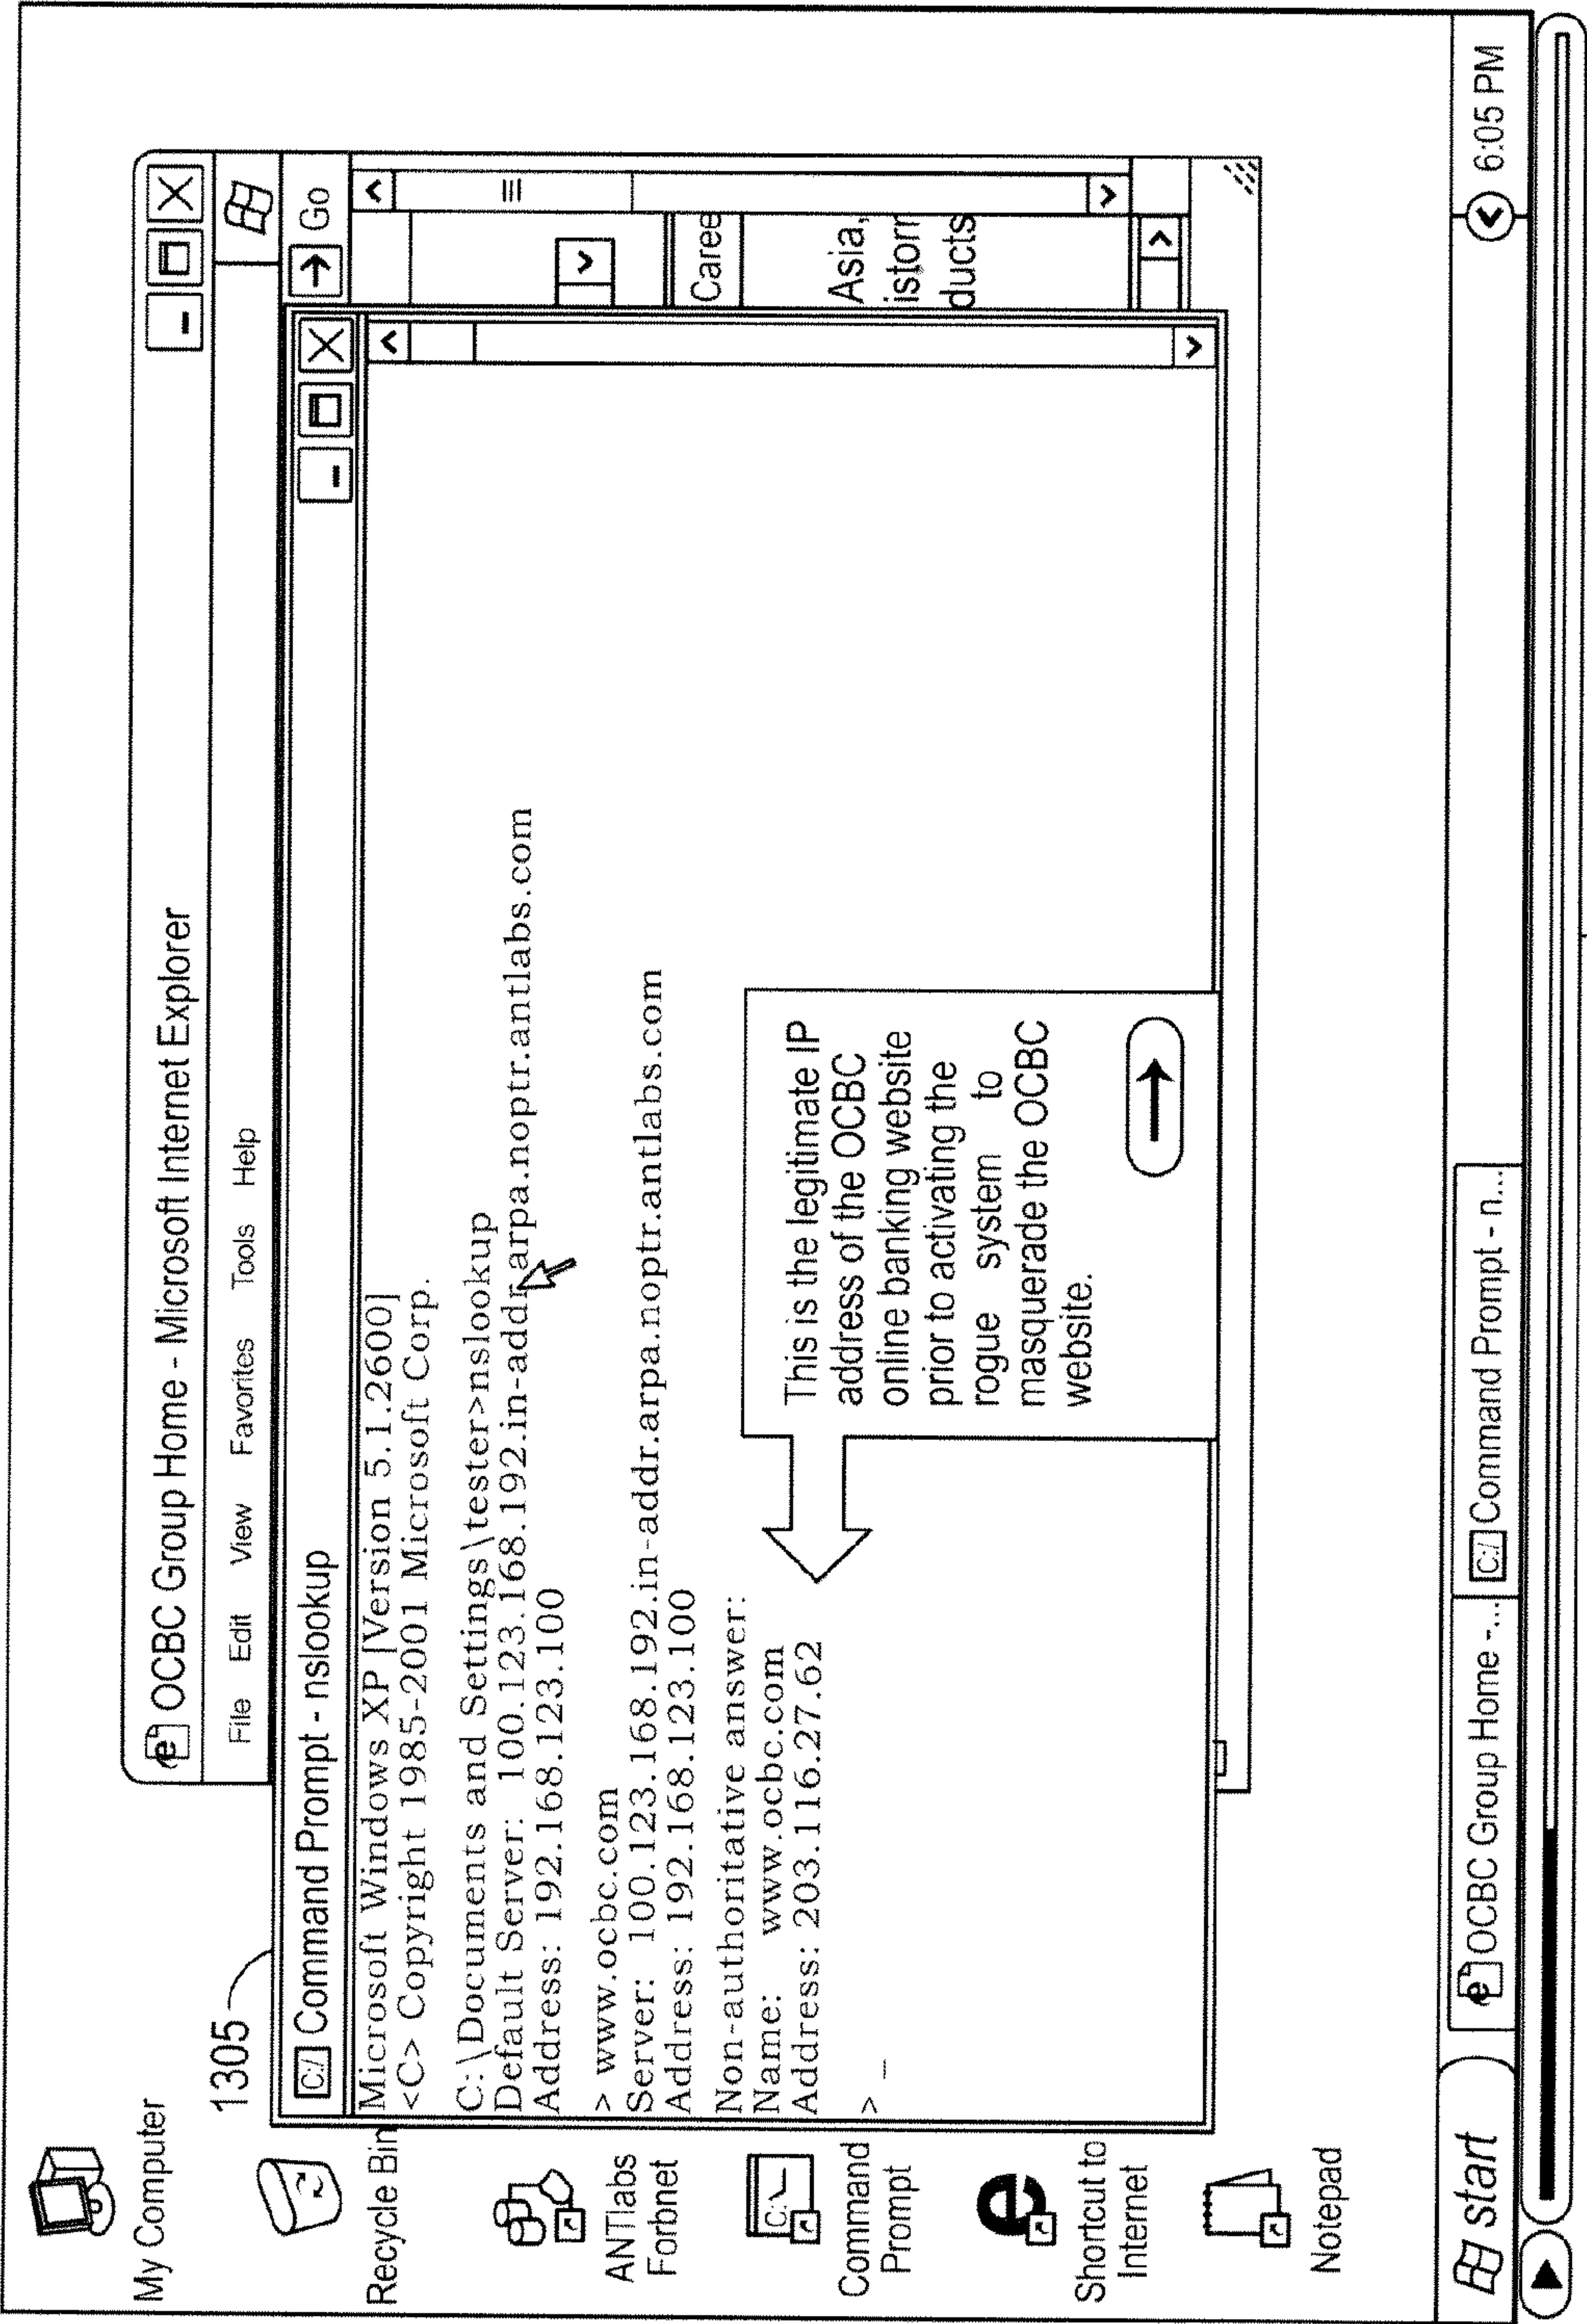 My Computer
Recycle Bin
ANTlabs
Forbnet
Command
Prompt
Shortcut to
Internet
Notepad
1305
OCBC Group Home - Microsoft Internet Explorer
File Edit View Favorites Tools Help
Go
Caree
Asia,
istom
ducts
C:/ Command Prompt - nslookup
Microsoft Windows XP [Version 5.1.2600]
<C> Copyright 1985-2001 Microsoft Corp.
C:\Documents and Settings\tester>nslookup
Default Server: 100.123.168.192.in-addr.arpa.noptr.antlabs.com
Address: 192.168.123.100
> www.ocbc.com
Server: 100.123.168.192.in-addr.arpa.noptr.antlabs.com
Address: 192.168.123.100
Non-authoritative answer:
Name: www.ocbc.com
Address: 203.116.27.62
> _
This is the legitimate IP
address of the OCBC
online banking website
prior to activating the
rogue system to
masquerade the OCBC
website.
start
OCBC Group Home -...
C:/ Command Prompt - n...
6:05 PM